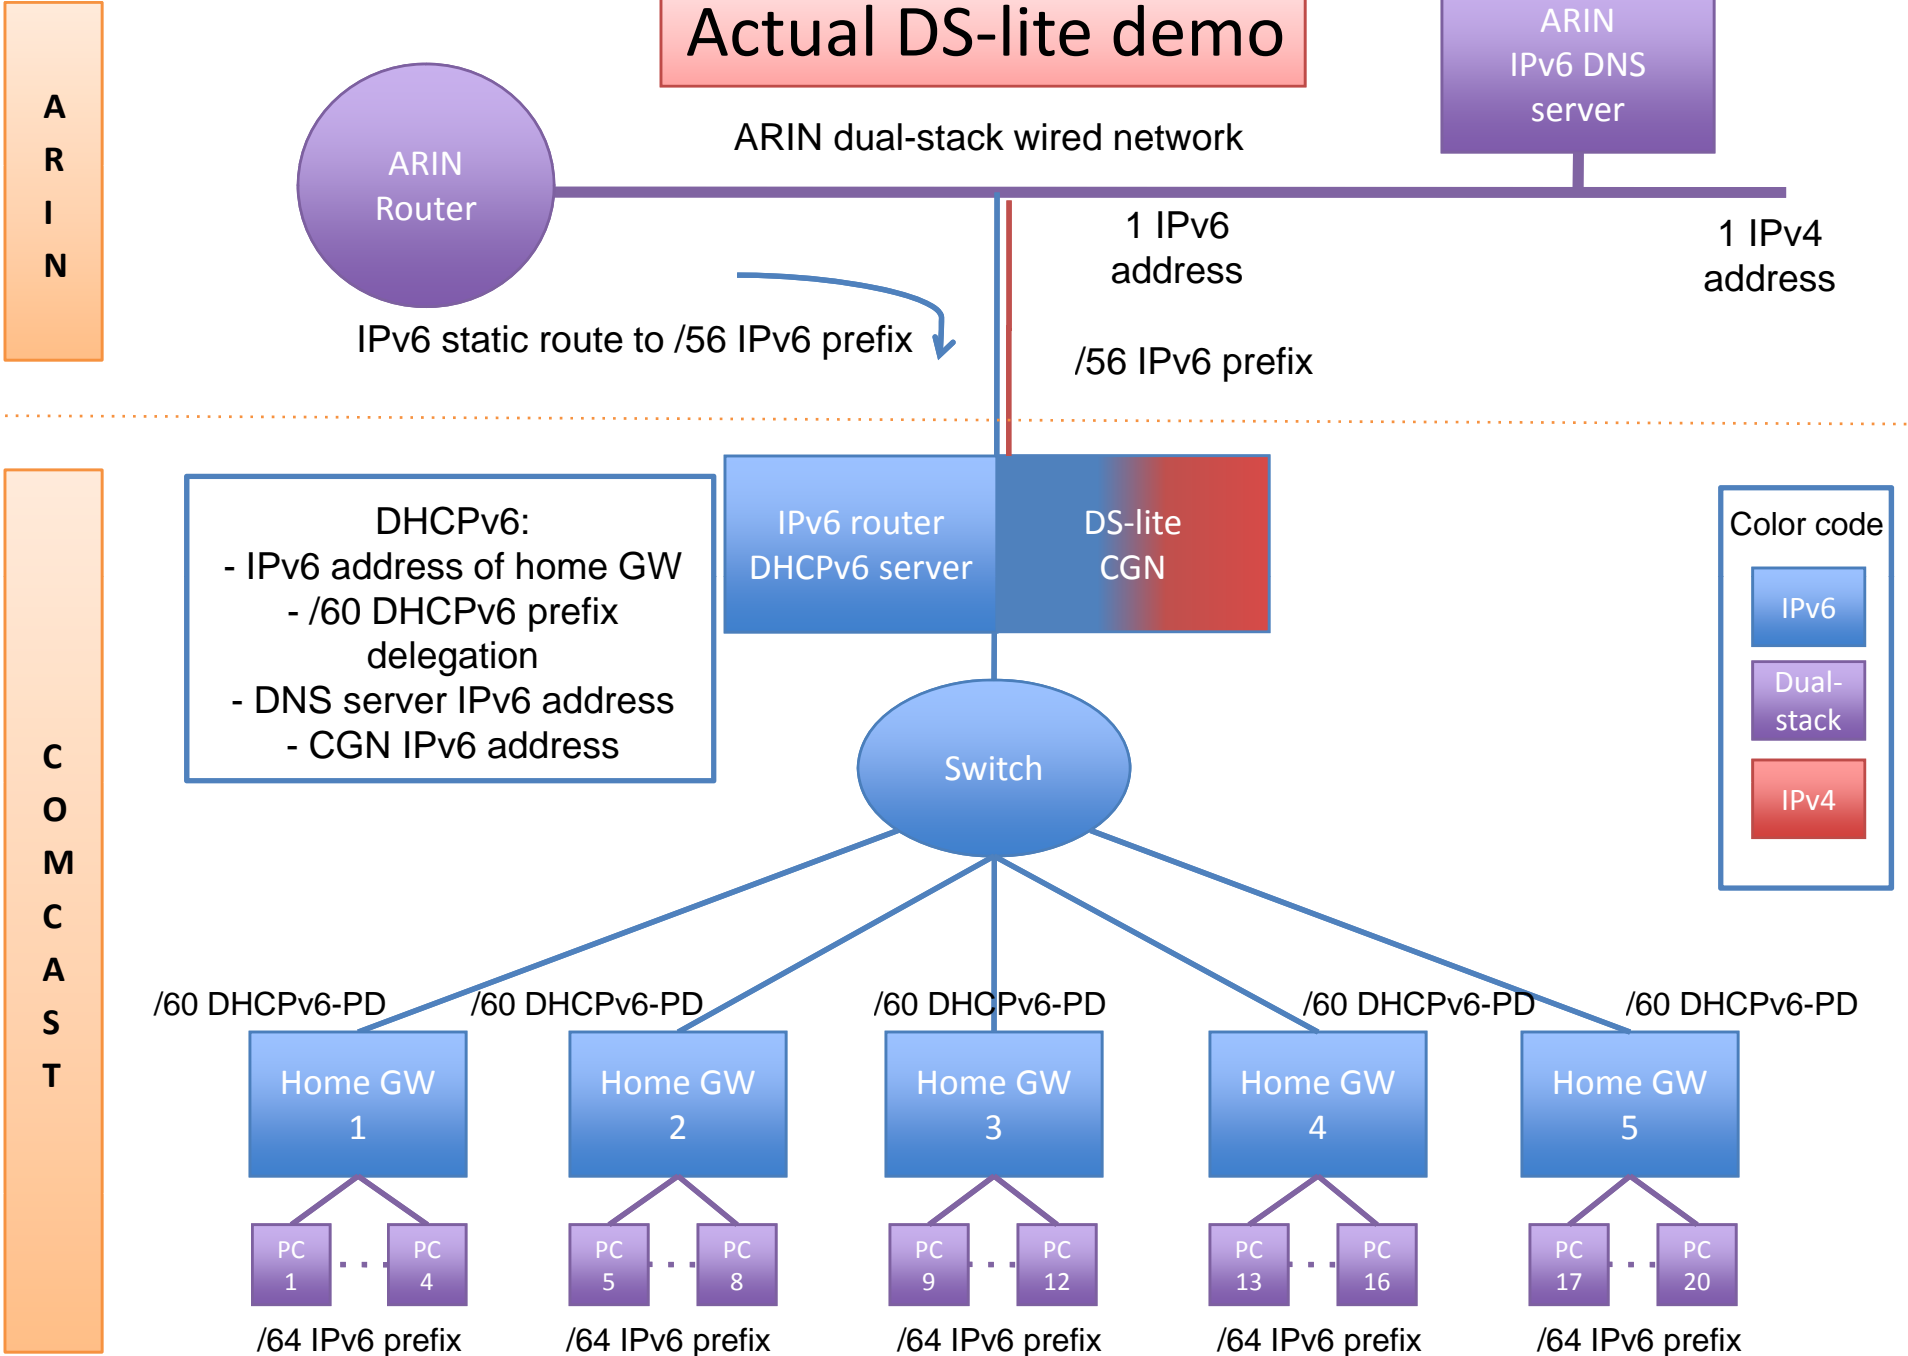 Actual DS-lite demo
ARIN
IPv6 DNS
server
A
R
I
N
ARIN
Router
ARIN dual-stack wired network
1 IPv6
address
1 IPv4
address
IPv6 static route to /56 IPv6 prefix
/56 IPv6 prefix
C
O
M
C
A
S
T
DHCPv6:
- IPv6 address of home GW
- /60 DHCPv6 prefix
delegation
- DNS server IPv6 address
- CGN IPv6 address
IPv6 router
DHCPv6 server
DS-lite
CGN
Color code
IPv6
Dual-
stack
IPv4
Switch
/60 DHCPv6-PD
/60 DHCPv6-PD
/60 DHCPv6-PD
/60 DHCPv6-PD
/60 DHCPv6-PD
Home GW
1
Home GW
2
Home GW
3
Home GW
4
Home GW
5
PC
1
PC
4
PC
5
PC
8
PC
9
PC
12
PC
13
PC
16
PC
17
PC
20
/64 IPv6 prefix
/64 IPv6 prefix
/64 IPv6 prefix
/64 IPv6 prefix
/64 IPv6 prefix